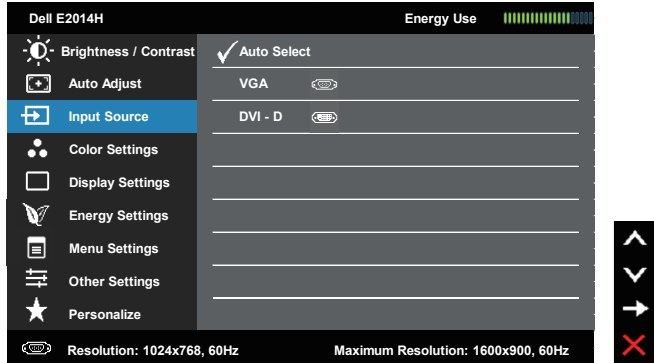 Dell E2014H Energy Use
Brightness / Contrast Auto Select
Auto Adjust VGA
Input Source DVI - D
Color Settings
Display Settings
Energy Settings
Menu Settings
Other Settings
Personalize
Resolution: 1024x768, 60Hz Maximum Resolution: 1600x900, 60Hz